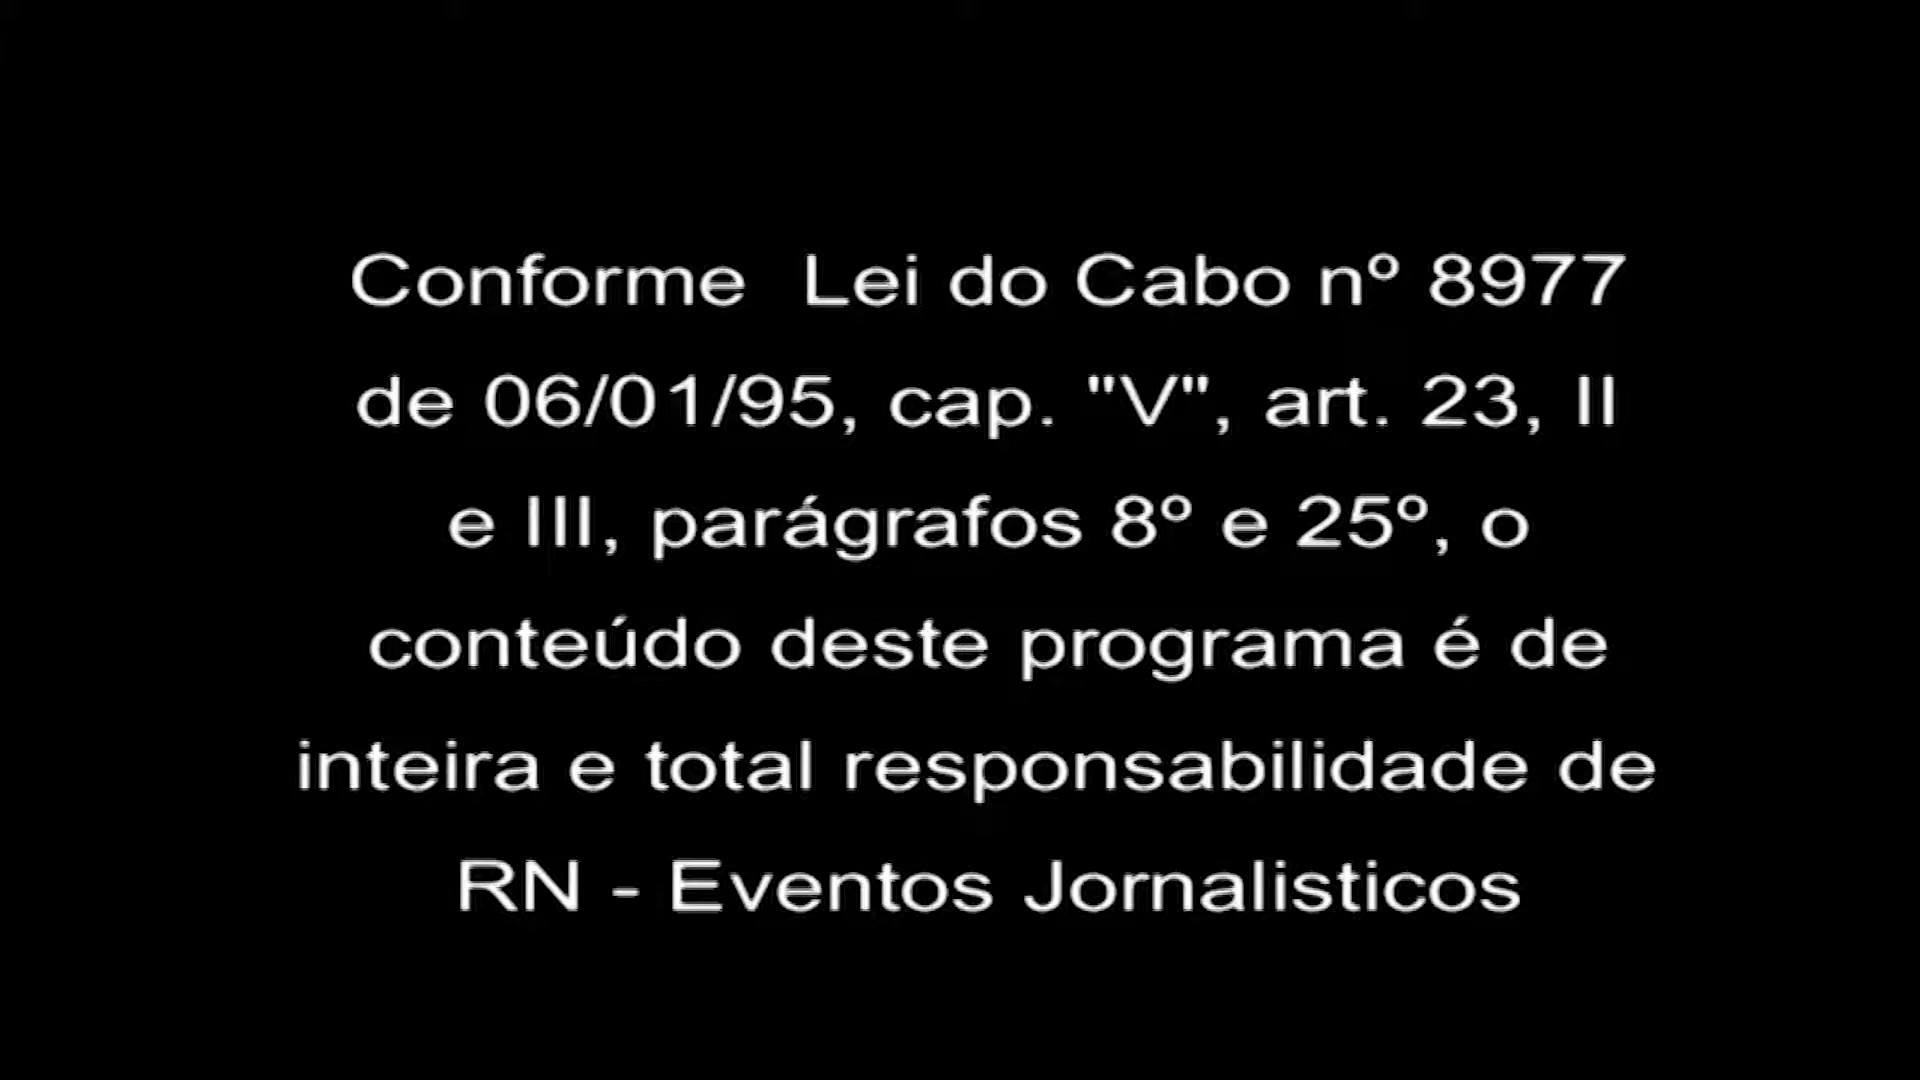 Conforme  Lei do Cabo nº 8977
de 06/01/95, cap. "V", art. 23, II
e III, parágrafos 8º e 25º, o
conteúdo deste programa é de
inteira e total responsabilidade de
RN - Eventos Jornalisticos